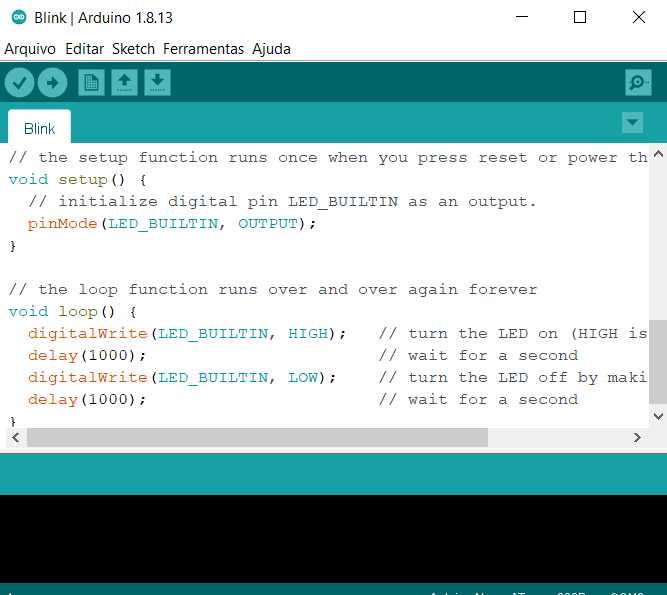 Blink | Arduino 1.8.13
Arquivo Editar Sketch Ferramentas Ajuda
Blink
// the setup function runs once when you press reset or power th
void setup() {
  // initialize digital pin LED_BUILTIN as an output.
  pinMode(LED_BUILTIN, OUTPUT);
}
// the loop function runs over and over again forever
void loop() {
  digitalWrite(LED_BUILTIN, HIGH);   // turn the LED on (HIGH is
  delay(1000);                       // wait for a second
  digitalWrite(LED_BUILTIN, LOW);    // turn the LED off by maki
  delay(1000);                       // wait for a second
}